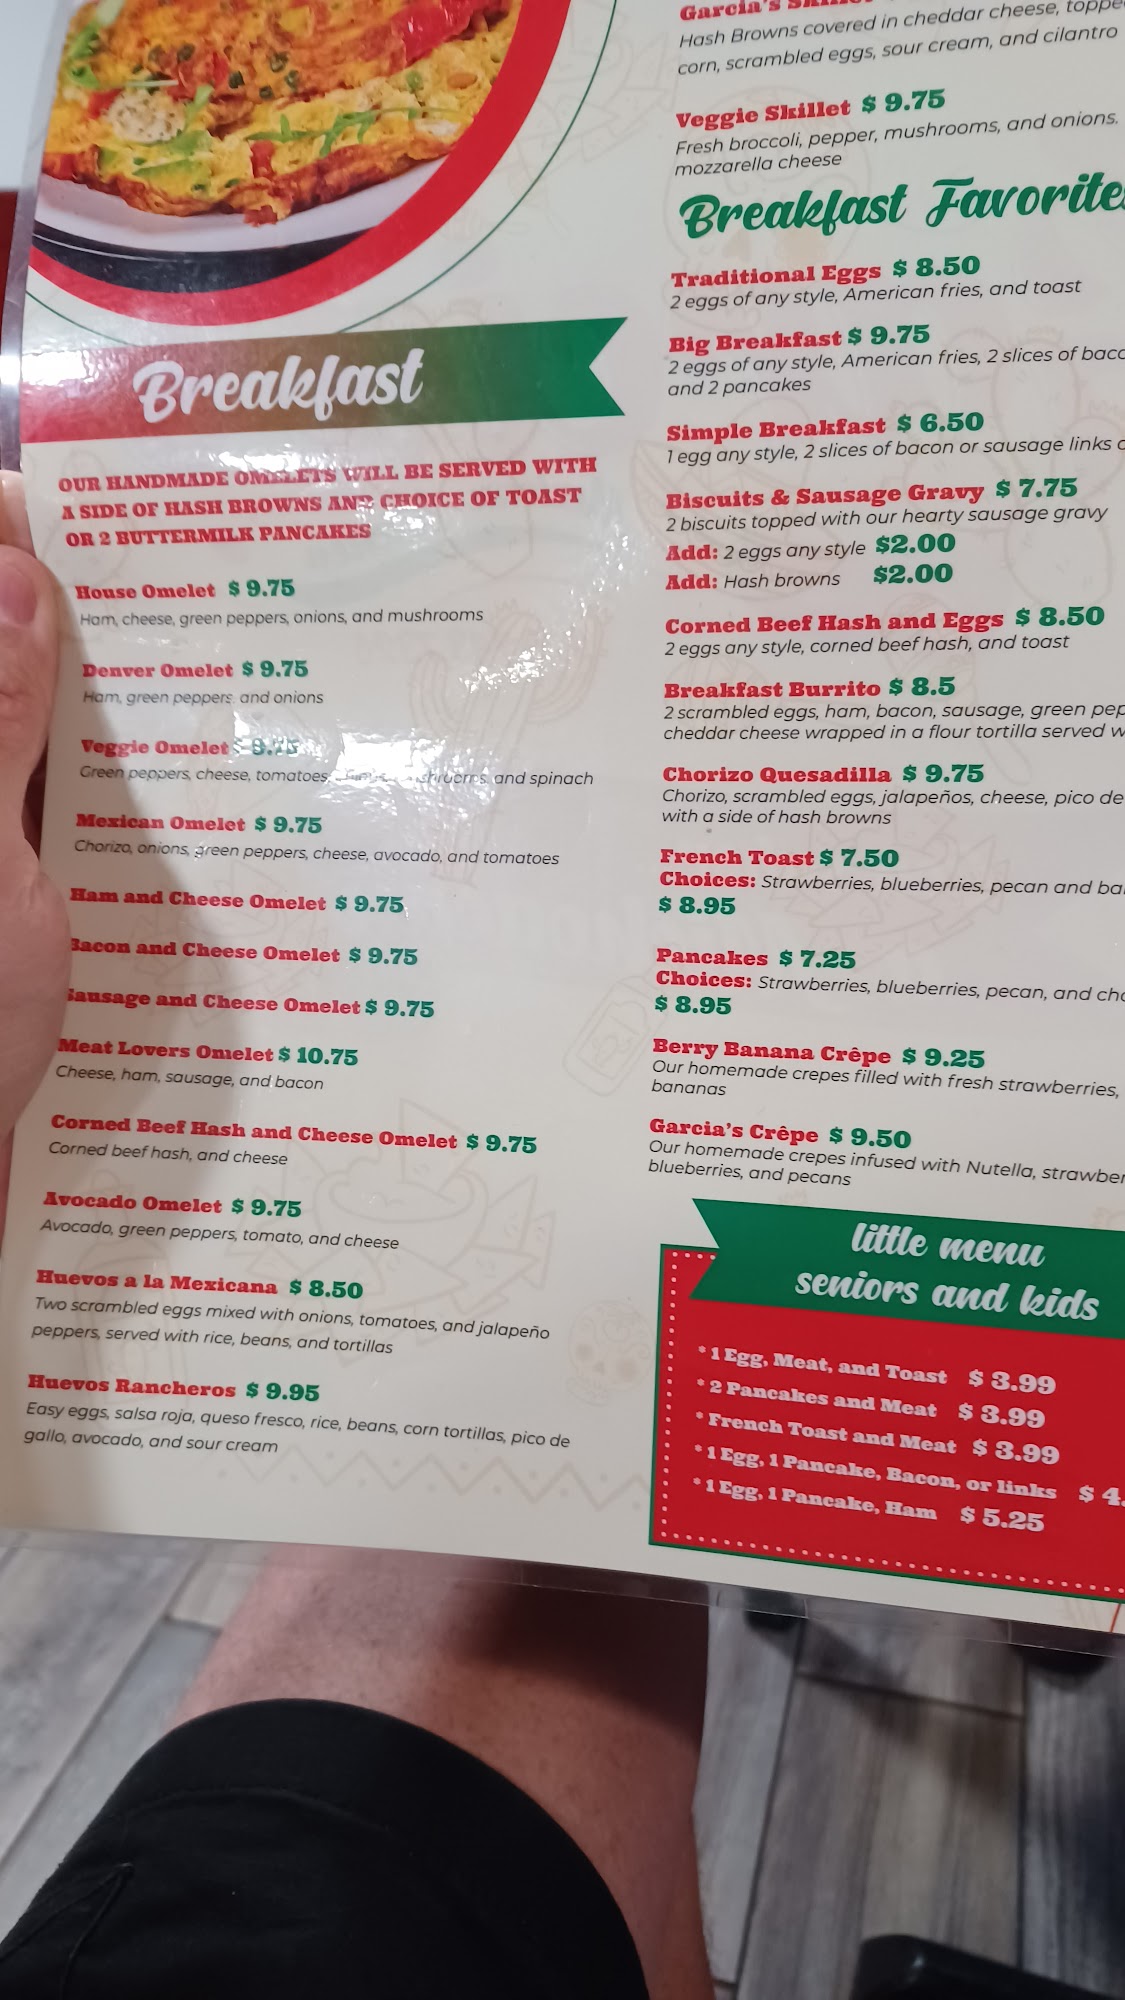 Breakfast
OUR HANDMADE OMELETS WILL BE SERVED WITH
A SIDE OF HASH BROWNS AND CHOICE OF TOAST
OR 2 BUTTERMILK PANCAKES
House Omelet $ 9.75
Ham, cheese, green peppers, onions, and mushrooms
Denver Omelet $ 9.75
Ham, green peppers, and onions
Veggie Omelet $ 9.75
Green peppers, cheese, tomatoes, and spinach
Mexican Omelet $ 9.75
Chorizo, onions, green peppers, cheese, avocado, and tomatoes
Ham and Cheese Omelet $ 9.75
Bacon and Cheese Omelet $ 9.75
Sausage and Cheese Omelet $ 9.75
Meat Lovers Omelet $ 10.75
Cheese, ham, sausage, and bacon
Corned Beef Hash and Cheese Omelet $ 9.75
Corned beef hash, and cheese
Avocado Omelet $ 9.75
Avocado, green peppers, tomato, and cheese
Huevos a la Mexicana $ 8.50
Two scrambled eggs mixed with onions, tomatoes, and jalapeño
peppers, served with rice, beans, and tortillas
Huevos Rancheros $ 9.95
Easy eggs, salsa roja, queso fresco, rice, beans, corn tortillas, pico de
gallo, avocado, and sour cream
Garcia's
Hash Browns covered in cheddar cheese,
corn, scrambled eggs, sour cream, and cilantro
Veggie Skillet $ 9.75
Fresh broccoli, pepper, mushrooms, and onions.
mozzarella cheese
Breakfast Favorites
Traditional Eggs $ 8.50
2 eggs of any style, American fries, and toast
Big Breakfast $ 9.75
2 eggs of any style, American fries, 2 slices of
and 2 pancakes
Simple Breakfast $ 6.50
1 egg any style, 2 slices of bacon or sausage links
Biscuits & Sausage Gravy $ 7.75
2 biscuits topped with our hearty sausage gravy
Add: 2 eggs any style $2.00
Add: Hash browns $2.00
Corned Beef Hash and Eggs $ 8.50
2 eggs any style, corned beef hash, and toast
Breakfast Burrito $ 8.5
2 scrambled eggs, ham, bacon, sausage, green
cheddar cheese wrapped in a flour tortilla served
Chorizo Quesadilla $ 9.75
Chorizo, scrambled eggs, jalapeños, cheese, pico de
with a side of hash browns
French Toast $ 7.50
Choices: Strawberries, blueberries, pecan and
$ 8.95
Pancakes $ 7.25
Choices: Strawberries, blueberries, pecan, and
$ 8.95
Berry Banana Crêpe $ 9.25
Our homemade crepes filled with fresh strawberries,
bananas
Garcia's Crêpe $ 9.50
Our homemade crepes infused with Nutella,
blueberries, and pecans
little menu
seniors and kids
* 1 Egg, Meat, and Toast $ 3.99
* 2 Pancakes and Meat $ 3.99
* French Toast and Meat $ 3.99
* 1 Egg, 1 Pancake, Bacon, or links $ 4.
* 1 Egg, 1 Pancake, Ham $ 5.25